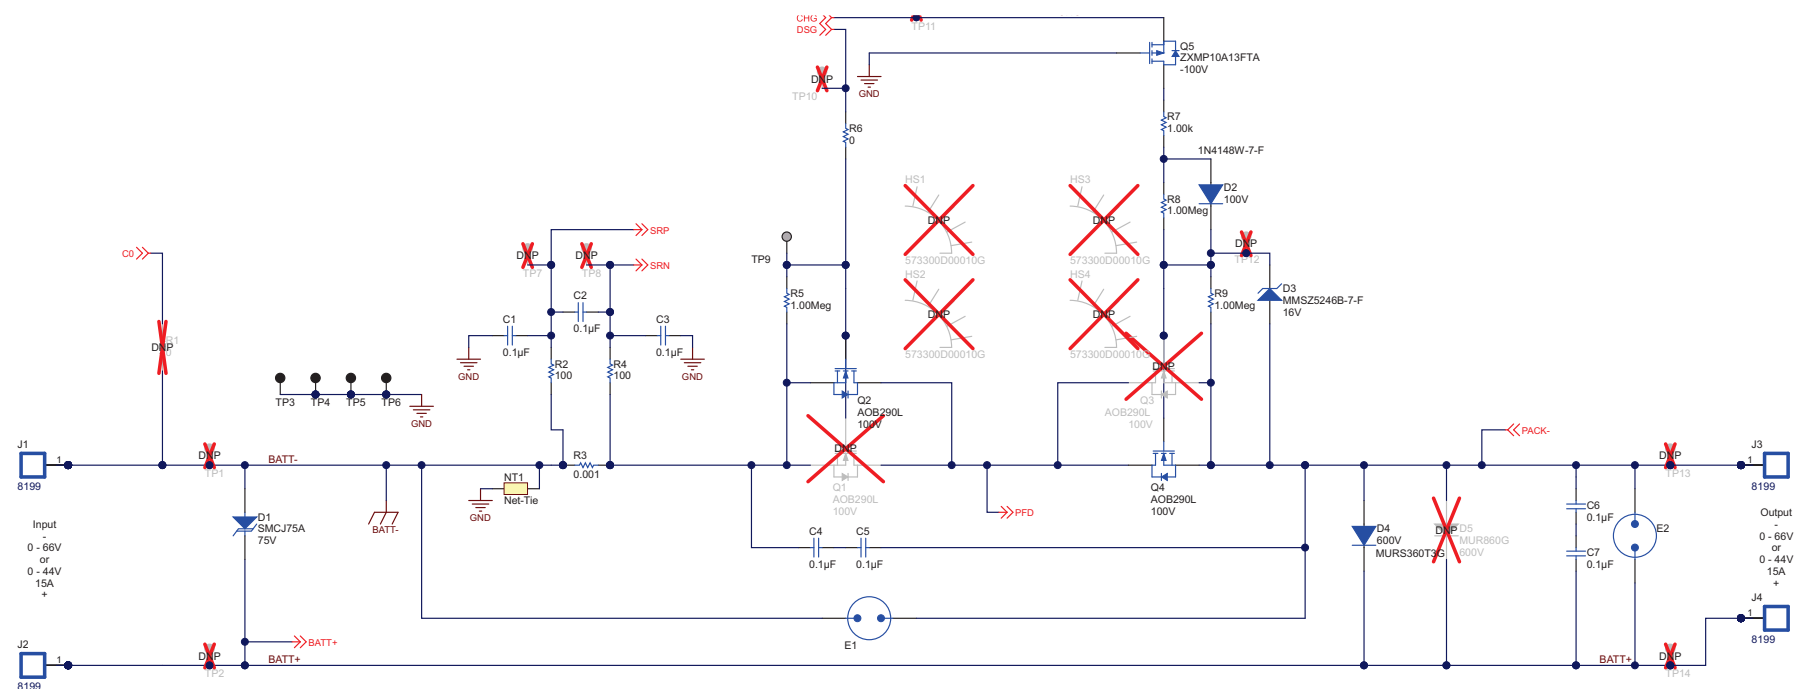 CHG
DSG
TP11
Q5
ZXMP10A13FTA
-100V
DNP
TP10
GND
R6
0
R7
1.00k
1N4148W-7-F
HS1
DNP
573300D00010G
HS3
DNP
573300D00010G
R8
1.00Meg
D2
100V
C0
SRP
DNP
TP7
DNP
TP8
SRN
TP9
DNP
TP12
HS2
DNP
573300D00010G
HS4
DNP
573300D00010G
R5
1.00Meg
R9
1.00Meg
D3
MMSZ5246B-7-F
16V
C2
0.1µF
C1
0.1µF
C3
0.1µF
GND
GND
R1
0
DNP
R2
100
R4
100
TP3
TP4
TP5
TP6
GND
Q2
AOB290L
100V
DNP
Q3
AOB290L
100V
DNP
Q1
AOB290L
100V
Q4
AOB290L
100V
PACK-
J1
1
8199
DNP
TP1
BATT-
R3
0.001
NT1
Net-Tie
GND
BATT-
PFD
DNP
TP13
J3
1
8199
D1
SMCJ75A
75V
C4
0.1µF
C5
0.1µF
D4
600V
MURS360T3G
DNP
D5
MUR860G
600V
C6
0.1µF
C7
0.1µF
E2
Input
-
0 - 66V
or
0 - 44V
15A
+
Output
-
0 - 66V
or
0 - 44V
15A
+
J4
1
8199
E1
BATT+
J2
1
8199
DNP
TP2
BATT+
BATT+
DNP
TP14